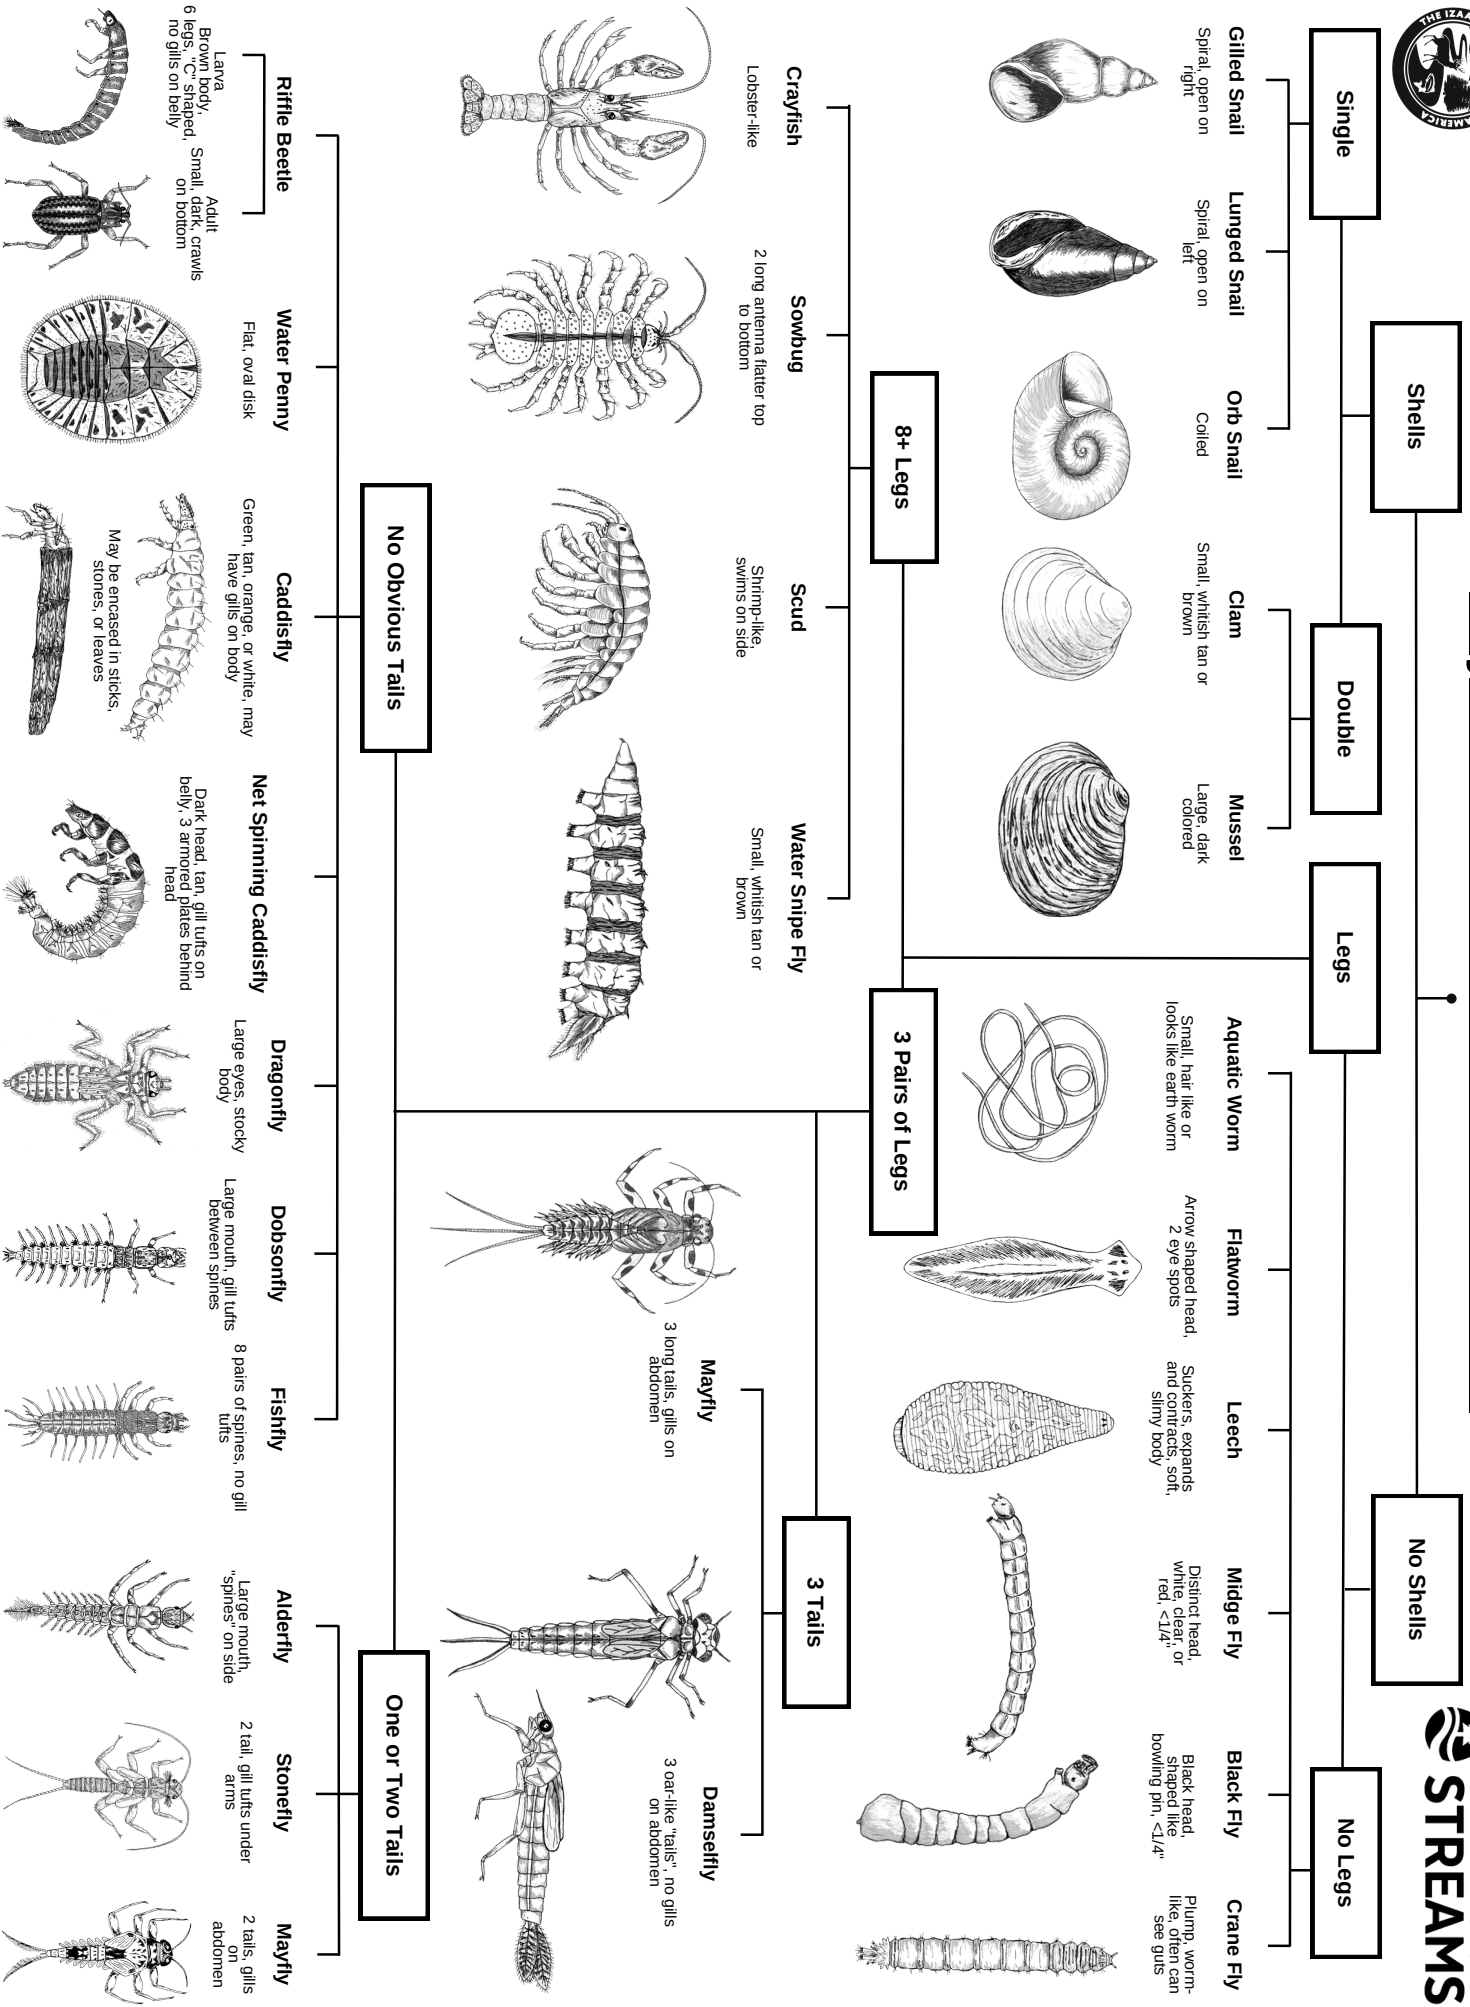 THE IZAA
AMERICA
STREAMS
Shells
No Shells
Single
Double
Legs
No Legs
Gilled Snail
Spiral, open on
right
Lunged Snail
Spiral, open on
left
Orb Snail
Coiled
Clam
Small, whitish tan or
brown
Mussel
Large, dark
colored
Aquatic Worm
Small, hair like or
looks like earth worm
Flatworm
Arrow shaped head,
2 eye spots
Leech
Suckers, expands
and contracts, soft,
slimy body
Midge Fly
Distinct head,
white, clear, or
red, <1/4"
Black Fly
Black head,
shaped like
bowling pin, <1/4"
Crane Fly
Plump, worm-
like, often can
see guts
8+ Legs
3 Pairs of Legs
Crayfish
Lobster-like
Sowbug
2 long antenna flatter top
to bottom
Scud
Shrimp-like,
swims on side
Water Snipe Fly
Small, whitish tan or
brown
3 Tails
Mayfly
3 long tails, gills on
abdomen
Damselfly
3 oar-like "tails", no gills
on abdomen
No Obvious Tails
One or Two Tails
Riffle Beetle
Larva
Brown body,
6 legs, "C" shaped,
no gills on belly
Adult
Small, dark, crawls
on bottom
Water Penny
Flat, oval disk
Caddisfly
Green, tan, orange, or white, may
have gills on body
May be encased in sticks,
stones, or leaves
Net Spinning Caddisfly
Dark head, tan, gill tufts on
belly, 3 armored plates behind
head
Dragonfly
Large eyes, stocky
body
Dobsonfly
Large mouth, gill tufts
between spines
Fishfly
8 pairs of spines, no gill
tufts
Alderfly
Large mouth,
"spines" on side
Stonefly
2 tail, gill tufts under
arms
Mayfly
2 tails, gills
on
abdomen